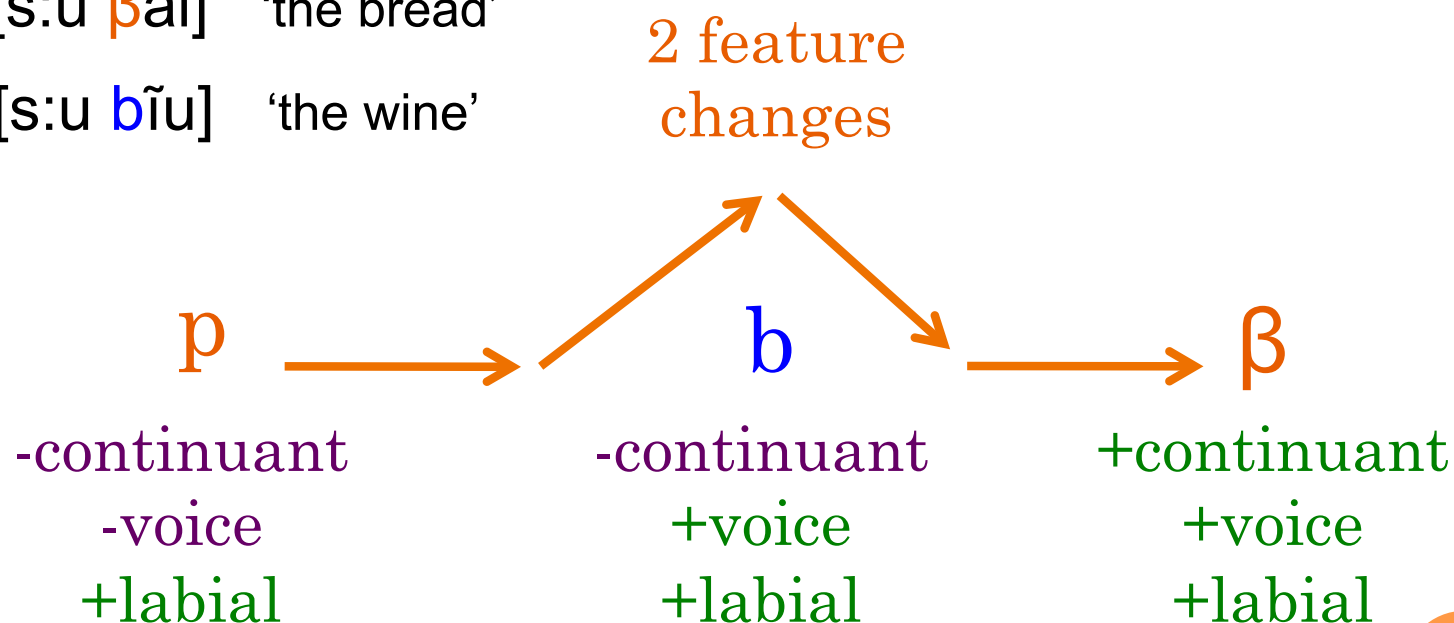 [s:u βai] ‘the bread’
[s:u bĩu] ‘the wine’
2 feature
changes
p b β
-continuant -continuant +continuant
-voice +voice +voice
+labial +labial +labial